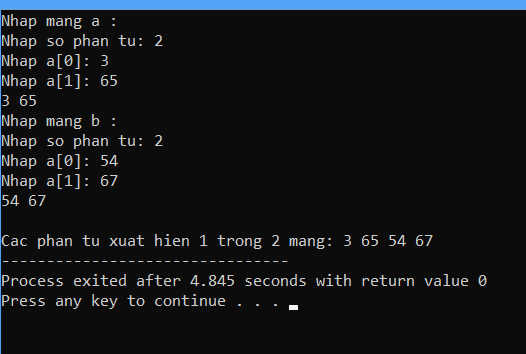 Nhap mang a :
Nhap so phan tu: 2
Nhap a[0]: 3
Nhap a[1]: 65
3 65
Nhap mang b :
Nhap so phan tu: 2
Nhap a[0]: 54
Nhap a[1]: 67
54 67

Cac phan tu xuat hien 1 trong 2 mang: 3 65 54 67
--------------------------------
Process exited after 4.845 seconds with return value 0
Press any key to continue . . .